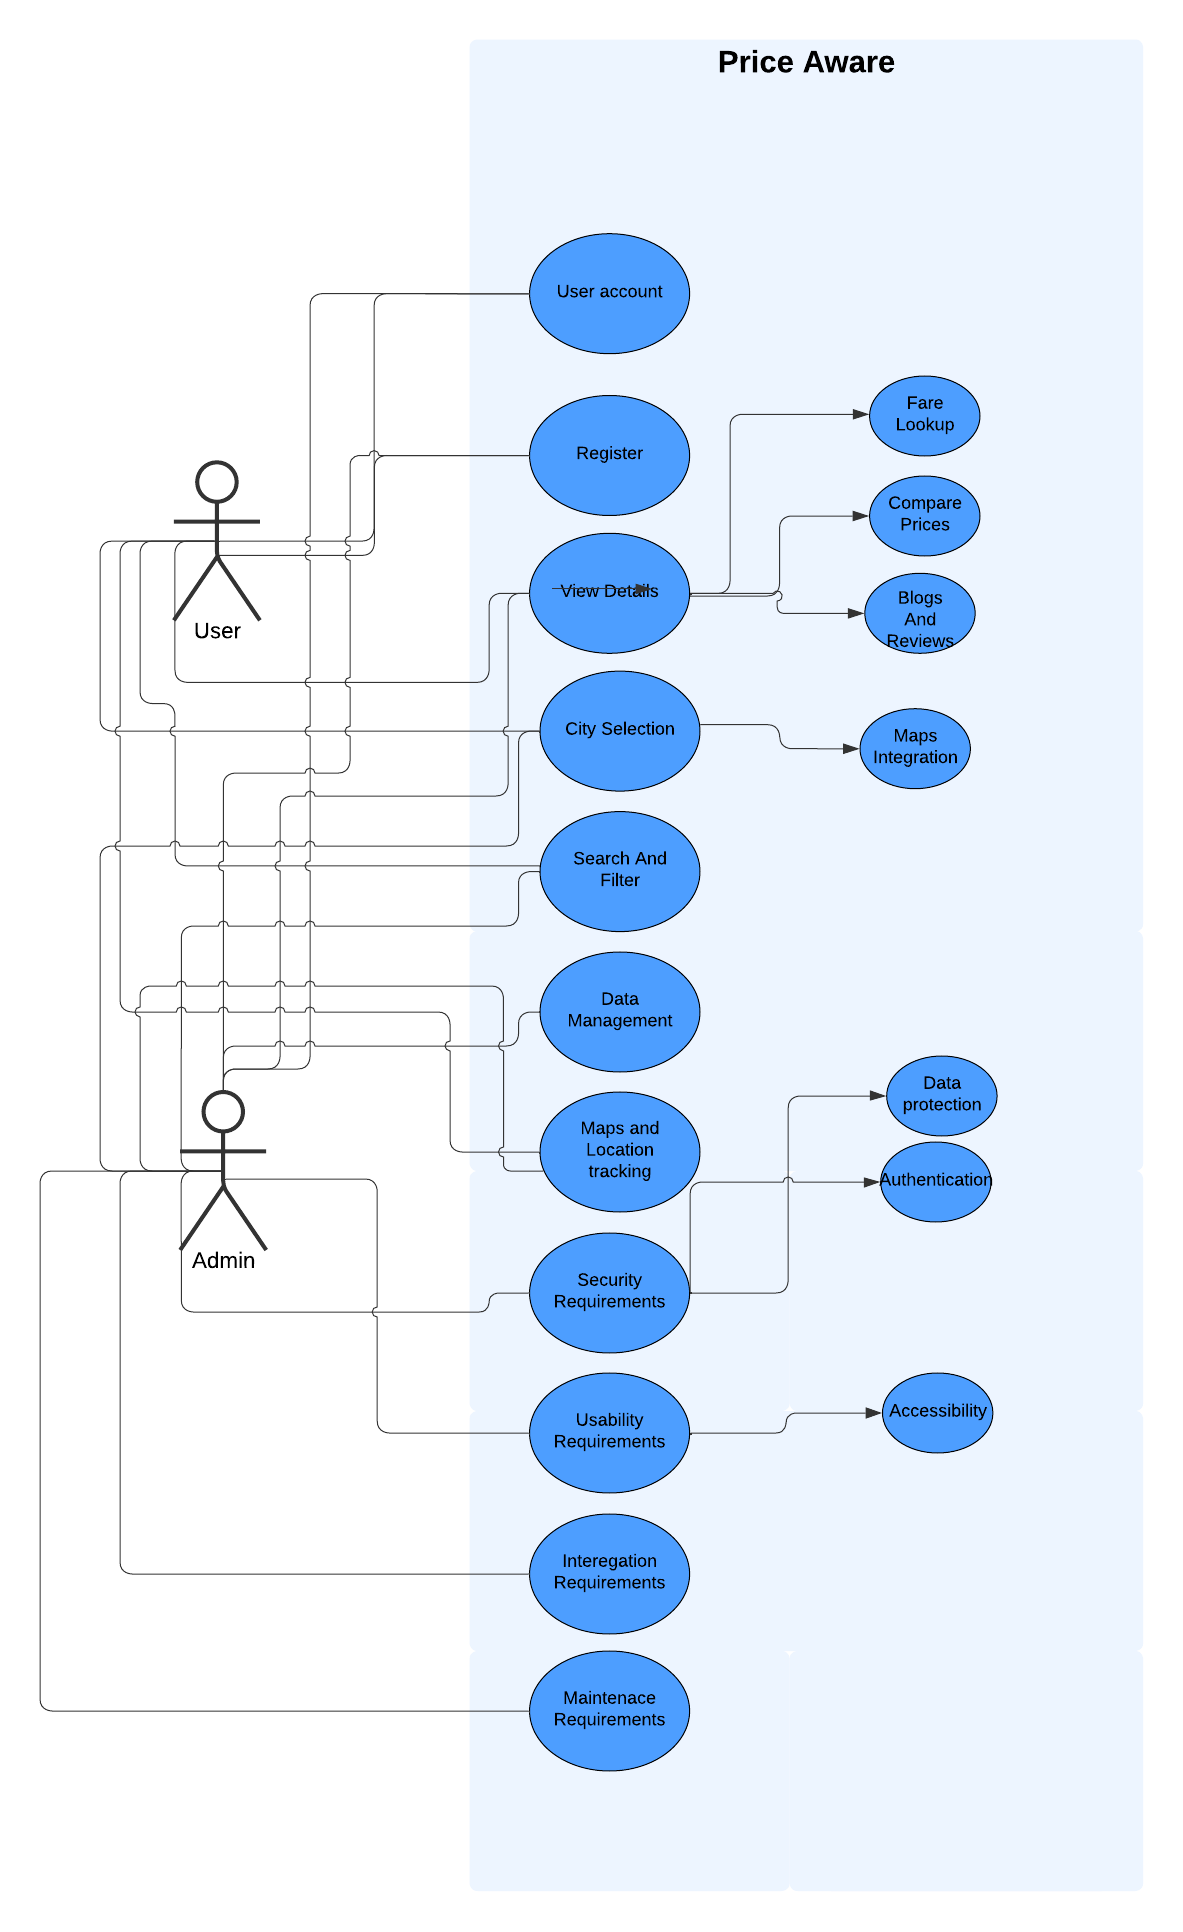 Price Aware
User account
Fare
Lookup
Register
Compare
Prices
View Details
Blogs
And
Reviews
User
City Selection
Maps
Integration
Search And
Filter
Data
Management
Data
protection
Maps and
Location
tracking
Authentication
Admin
Security
Requirements
Usability
Requirements
Accessibility
Interegation
Requirements
Maintenace
Requirements